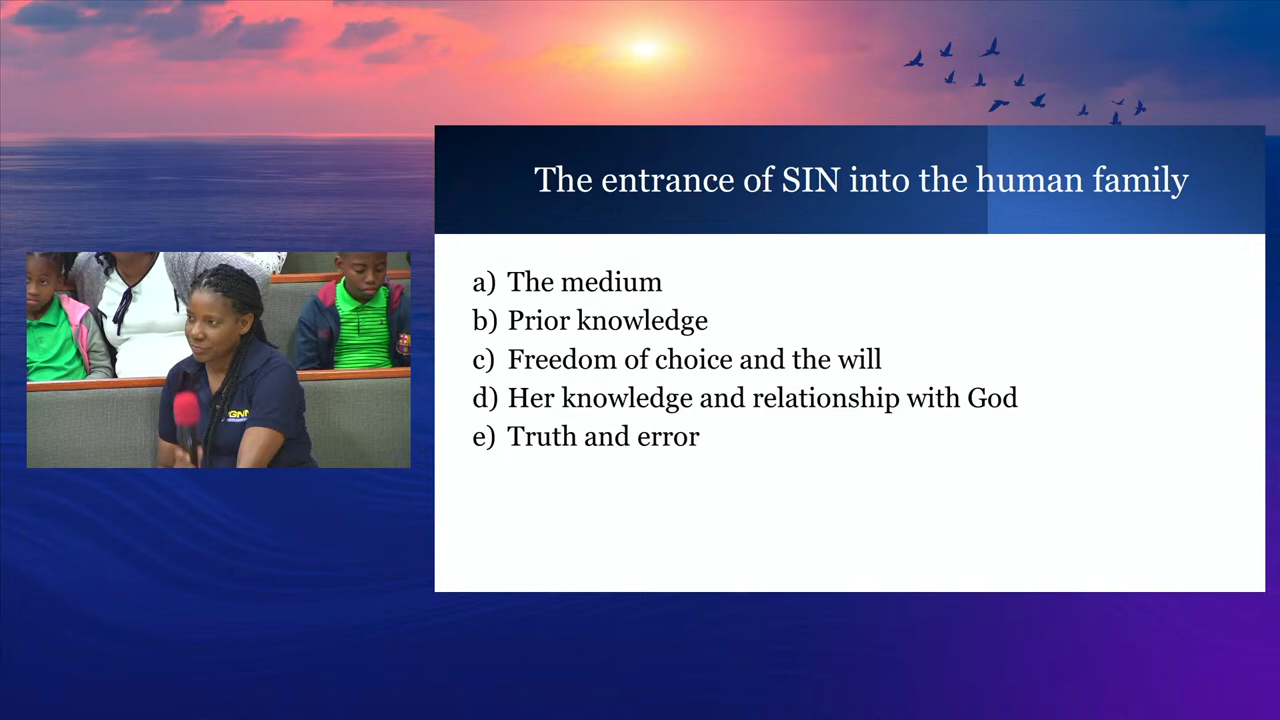 The entrance of SIN into the human family
a) The medium
b) Prior knowledge
c) Freedom of choice and the will
d) Her knowledge and relationship with God
e) Truth and error